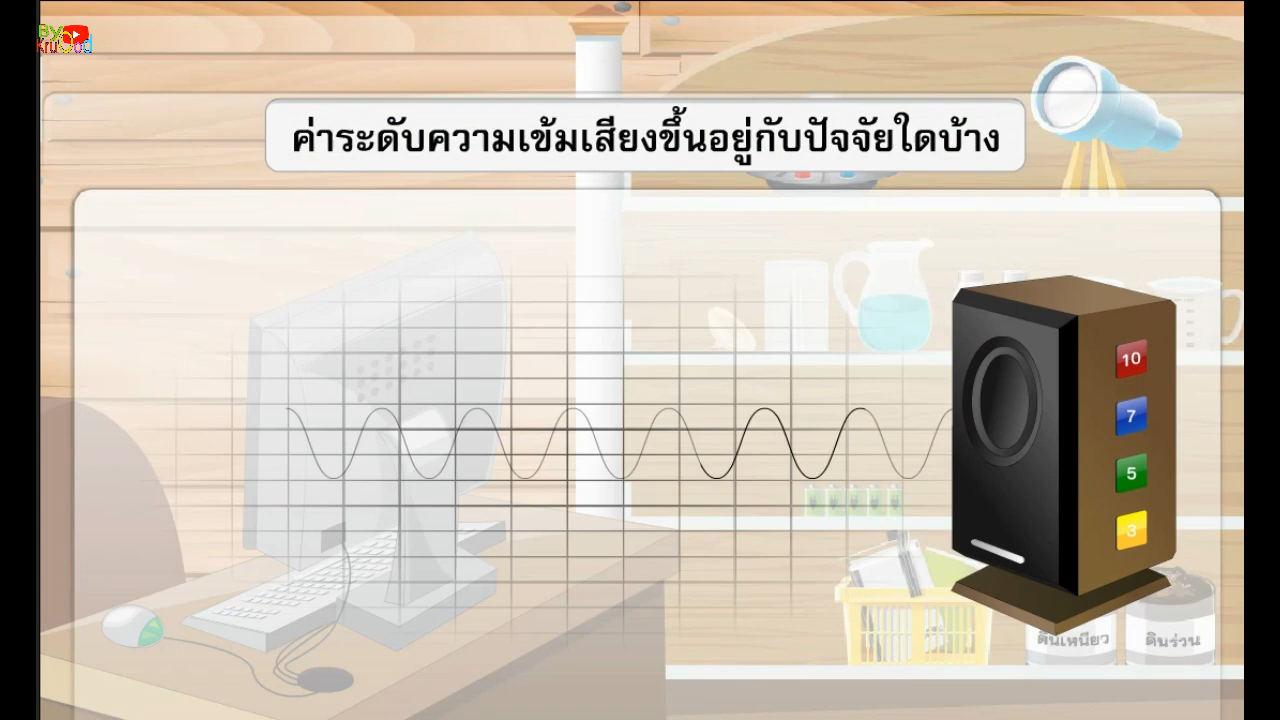 By
Kru
ค่าระดับความเข้มเสียงขึ้นอยู่กับปัจจัยใดบ้าง
10
7
5
3
ดินเหนียว
ดินร่วน